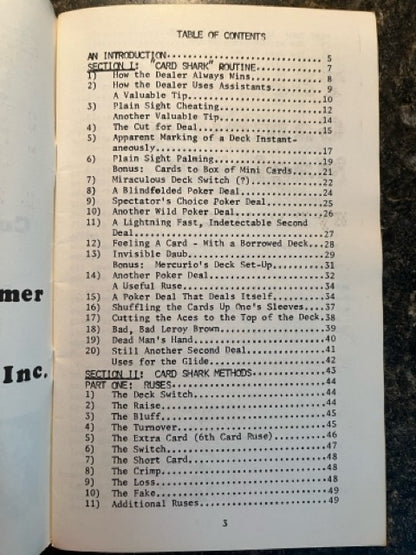 TABLE OF CONTENTS
AN INTRODUCTION.................................... 5
SECTION I: "CARD SHARK" ROUTINE.................... 7
1) How the Dealer Always Wins...................... 8
2) How the Dealer Uses Assistants.................. 9
A Valuable Tip.....................................10
3) Plain Sight Cheating............................12
Another Valuable Tip...............................14
4) The Cut for Deal................................15
5) Apparent Marking of a Deck Instant-
aneously...........................................17
6) Plain Sight Palming.............................19
Bonus: Cards to Box of Mini Cards..................21
7) Miraculous Deck Switch (?)......................22
8) A Blindfolded Poker Deal........................24
9) Spectator's Choice Poker Deal...................25
10) Another Wild Poker Deal........................26
11) A Lightning Fast, Indetectable Second
Deal...............................................27
12) Feeling A Card - With a Borrowed Deck...28
13) Invisible Daub.................................29
Bonus: Mercurio's Deck Set-Up......................31
14) Another Poker Deal.............................32
A Useful Ruse......................................34
15) A Poker Deal That Deals Itself.................34
16) Shuffling the Cards Up One's Sleeves....37
17) Cutting the Aces to the Top of the Deck.38
18) Bad, Bad Leroy Brown...........................39
19) Dead Man's Hand................................40
20) Still Another Second Deal......................41
Uses for the Glide.................................42
SECTION II: CARD SHARK METHODS.....................43
PART ONE: RUSES....................................44
1) The Deck Switch.................................44
2) The Raise.......................................44
3) The Bluff.......................................44
4) The Turnover....................................45
5) The Extra Card (6th Card Ruse)..................46
6) The Switch......................................47
7) The Short Card..................................48
8) The Crimp.......................................48
9) The Loss........................................49
10) The Fake.......................................49
11) Additional Ruses...............................49
3
mer
Inc.